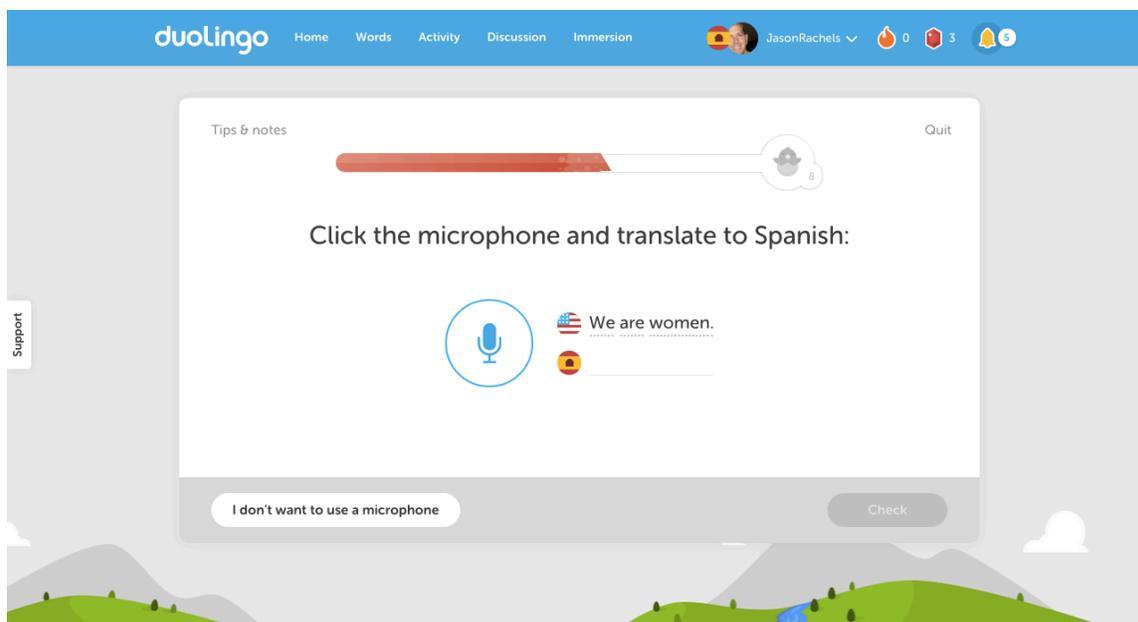 duolingo Home Words Activity Discussion Immersion JasonRachels 0 3 5
Tips & notes Quit
8
Click the microphone and translate to Spanish:
We are women.
Support
I don't want to use a microphone Check